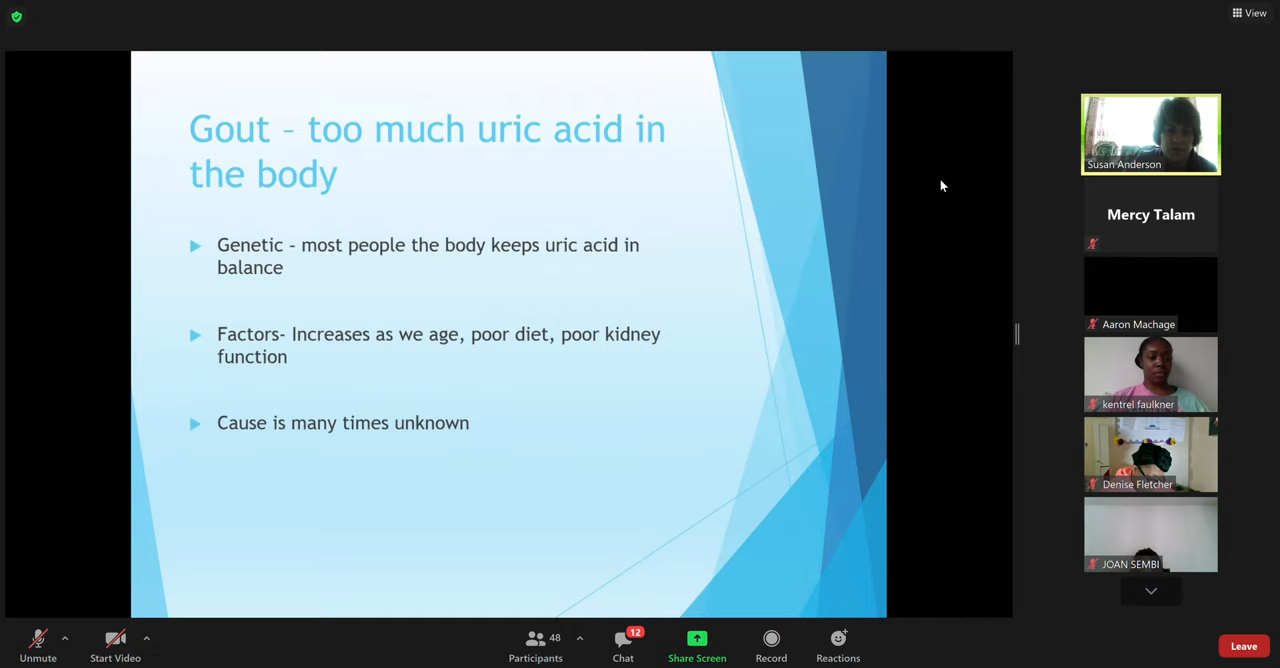 View
Gout – too much uric acid in
the body
Genetic – most people the body keeps uric acid in
balance
Factors- Increases as we age, poor diet, poor kidney
function
Cause is many times unknown
Susan Anderson
Mercy Talam
Aaron Machage
kentrel faulkner
Denise Fletcher
JOAN SEMBI
Unmute
Start Video
48
Participants
12
Chat
Share Screen
Record
Reactions
Leave